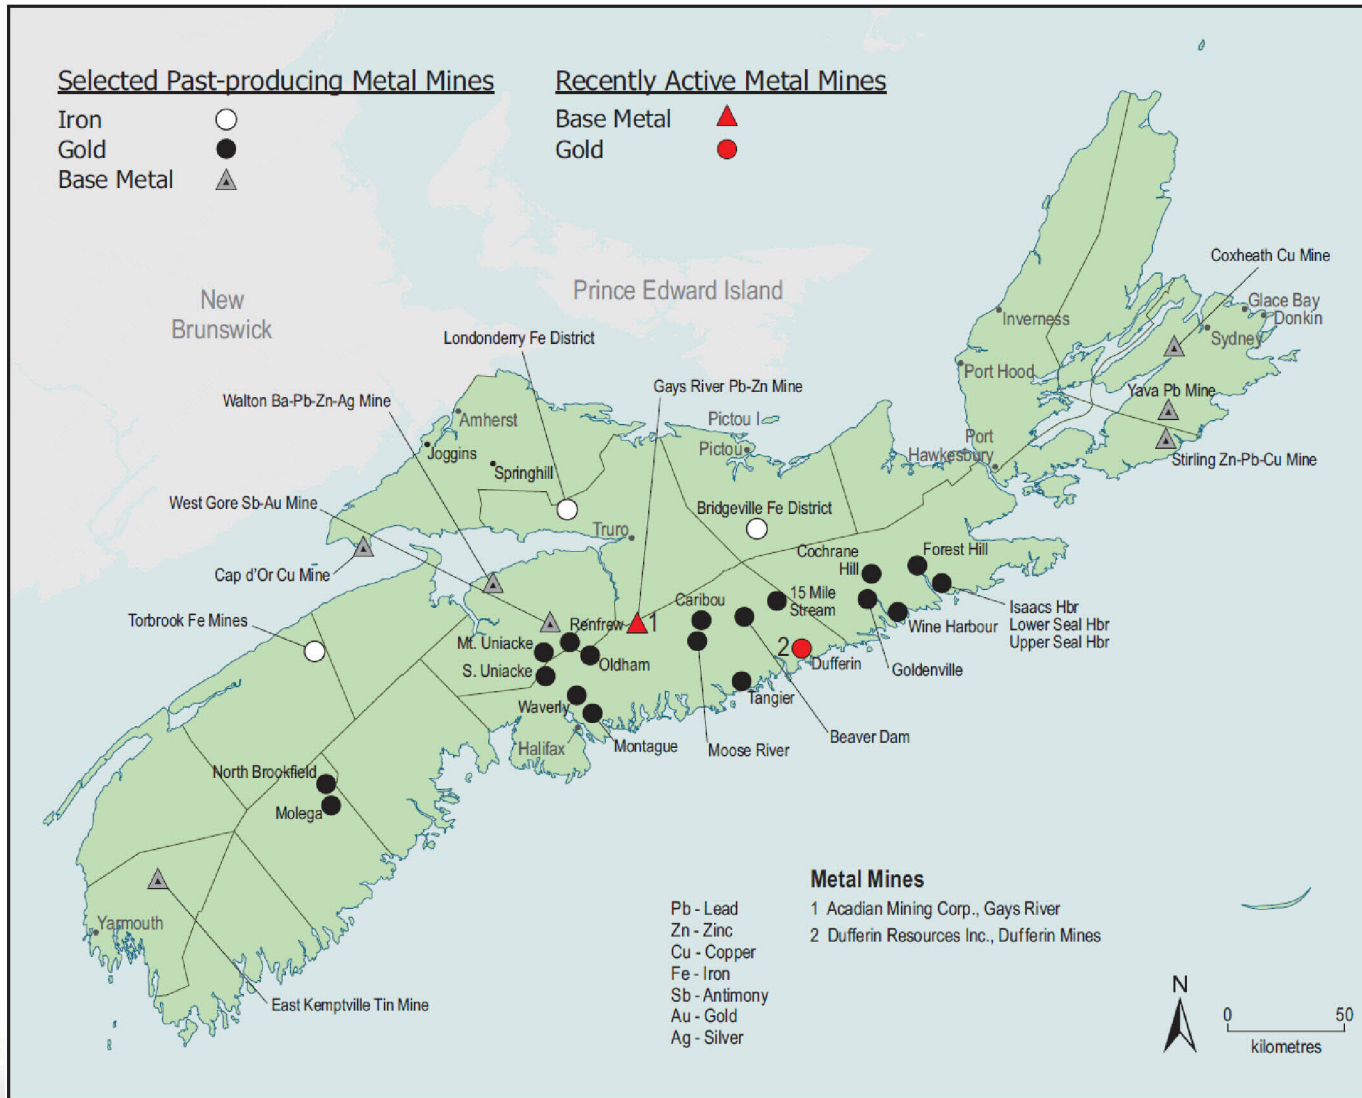 Selected Past-producing Metal Mines
Iron
Gold
Base Metal
Recently Active Metal Mines
Base Metal
Gold
New
Brunswick
Prince Edward Island
Coxheath Cu Mine
Glace Bay
Donkin
Sydney
Inverness
Port Hood
Yava Pb Mine
Port
Hawkesbury
Stirling Zn-Pb-Cu Mine
Londonderry Fe District
Gays River Pb-Zn Mine
Walton Ba-Pb-Zn-Ag Mine
Pictou I
Pictou
Amherst
Joggins
Springhill
West Gore Sb-Au Mine
Bridgeville Fe District
Truro
Cap d'Or Cu Mine
Cochrane
Hill
Forest Hill
Torbrook Fe Mines
Caribou
15 Mile
Stream
Isaacs Hbr
Lower Seal Hbr
Upper Seal Hbr
Wine Harbour
Renfrew
1
Mt. Uniacke
Oldham
S. Uniacke
2
Dufferin
Goldenville
Waverly
Tangier
Halifax
Montague
Moose River
Beaver Dam
North Brookfield
Molega
Yarmouth
East Kemptville Tin Mine
Pb - Lead
Zn - Zinc
Cu - Copper
Fe - Iron
Sb - Antimony
Au - Gold
Ag - Silver
Metal Mines
1 Acadian Mining Corp., Gays River
2 Dufferin Resources Inc., Dufferin Mines
N
0 50
kilometres